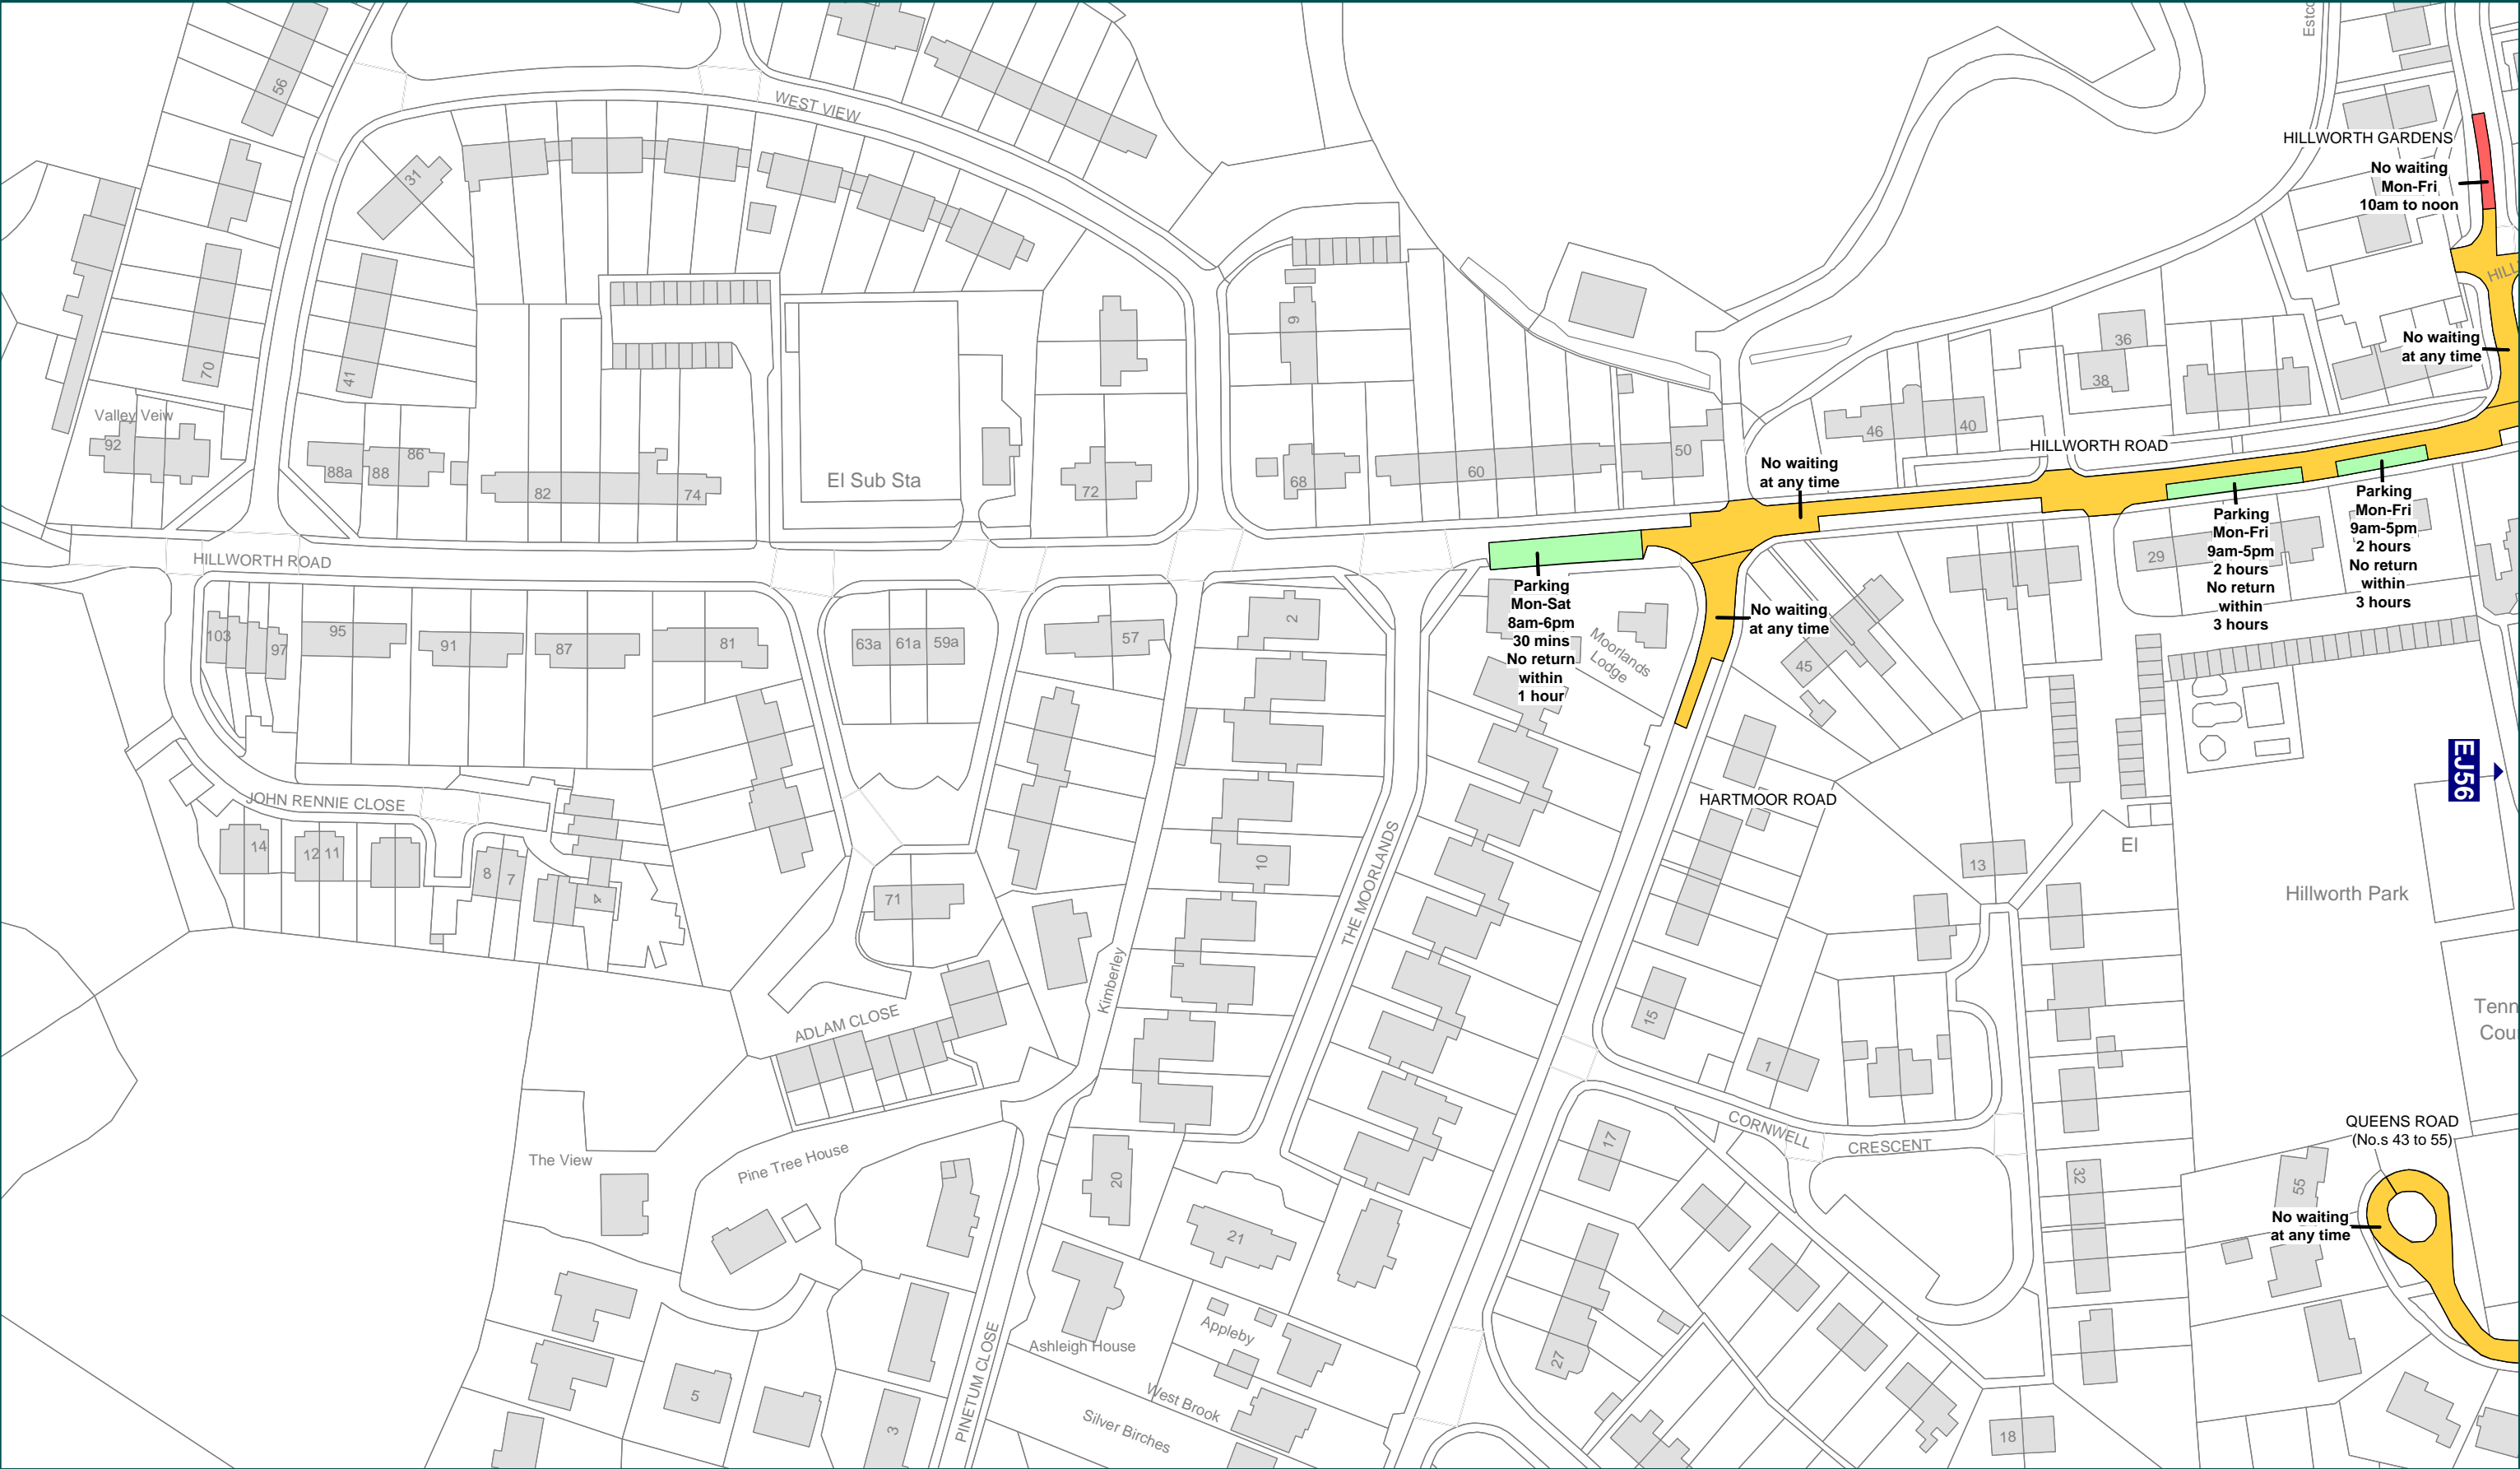 Estco
56
WEST VIEW
31
HILLWORTH GARDENS
No waiting
Mon-Fri
10am to noon
HILL
9
36
38
No waiting
at any time
70
41
Valley Veiw
92
88a
88
86
82
74
El Sub Sta
72
68
60
50
46
40
HILLWORTH ROAD
No waiting
at any time
Parking
Mon-Fri
9am-5pm
2 hours
No return
within
3 hours
Parking
Mon-Fri
9am-5pm
2 hours
No return
within
3 hours
29
HILLWORTH ROAD
103
97
95
91
87
81
63a
61a
59a
57
2
Parking
Mon-Sat
8am-6pm
30 mins
No return
within
1 hour
Moorlands
Lodge
No waiting
at any time
45
EJ56
JOHN RENNIE CLOSE
14
12
11
8
7
4
71
10
THE MOORLANDS
HARTMOOR ROAD
13
El
Hillworth Park
Kimberley
ADLAM CLOSE
15
1
Tenn
Cou
The View
Pine Tree House
20
21
17
CORNWELL
CRESCENT
32
QUEENS ROAD
(No.s 43 to 55)
55
No waiting
at any time
5
3
PINETUM CLOSE
Ashleigh House
Appleby
West Brook
Silver Birches
27
18